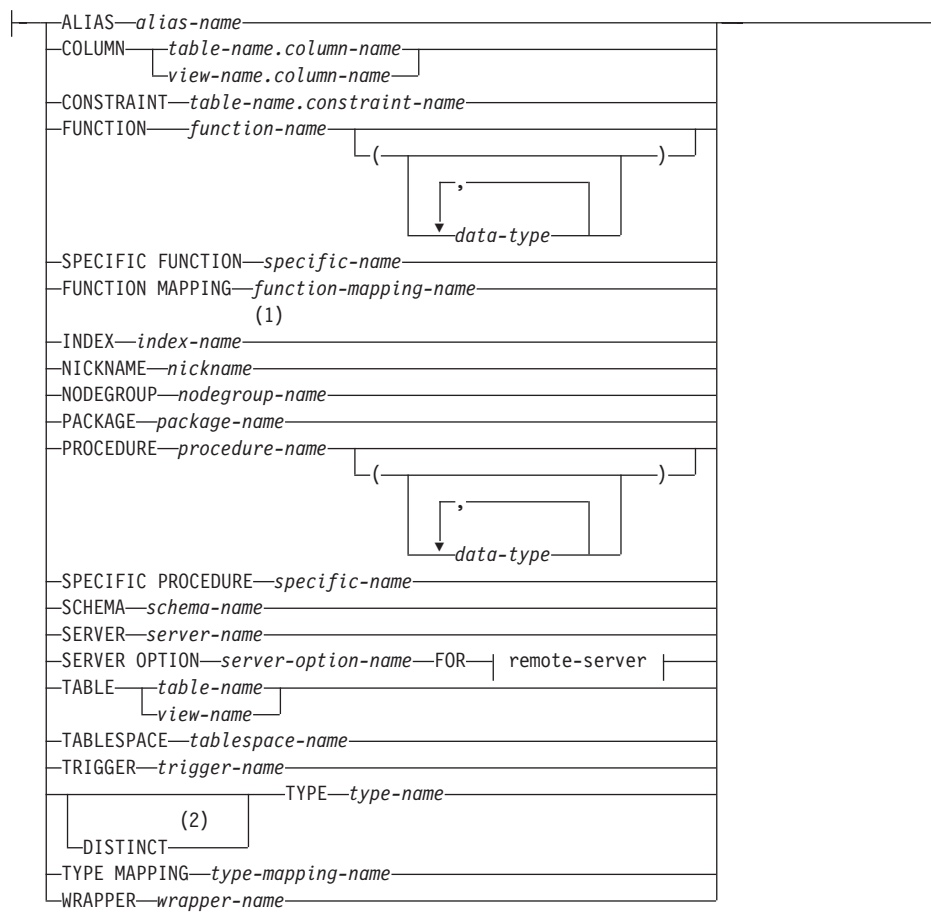 ALIAS alias-name
COLUMN table-name.column-name
view-name.column-name
CONSTRAINT table-name.constraint-name
FUNCTION function-name
( )
,
data-type
SPECIFIC FUNCTION specific-name
FUNCTION MAPPING function-mapping-name
(1)
INDEX index-name
NICKNAME nickname
NODEGROUP nodegroup-name
PACKAGE package-name
PROCEDURE procedure-name
( )
,
data-type
SPECIFIC PROCEDURE specific-name
SCHEMA schema-name
SERVER server-name
SERVER OPTION server-option-name FOR remote-server
TABLE table-name
view-name
TABLESPACE tablespace-name
TRIGGER trigger-name
TYPE type-name
(2)
DISTINCT
TYPE MAPPING type-mapping-name
WRAPPER wrapper-name